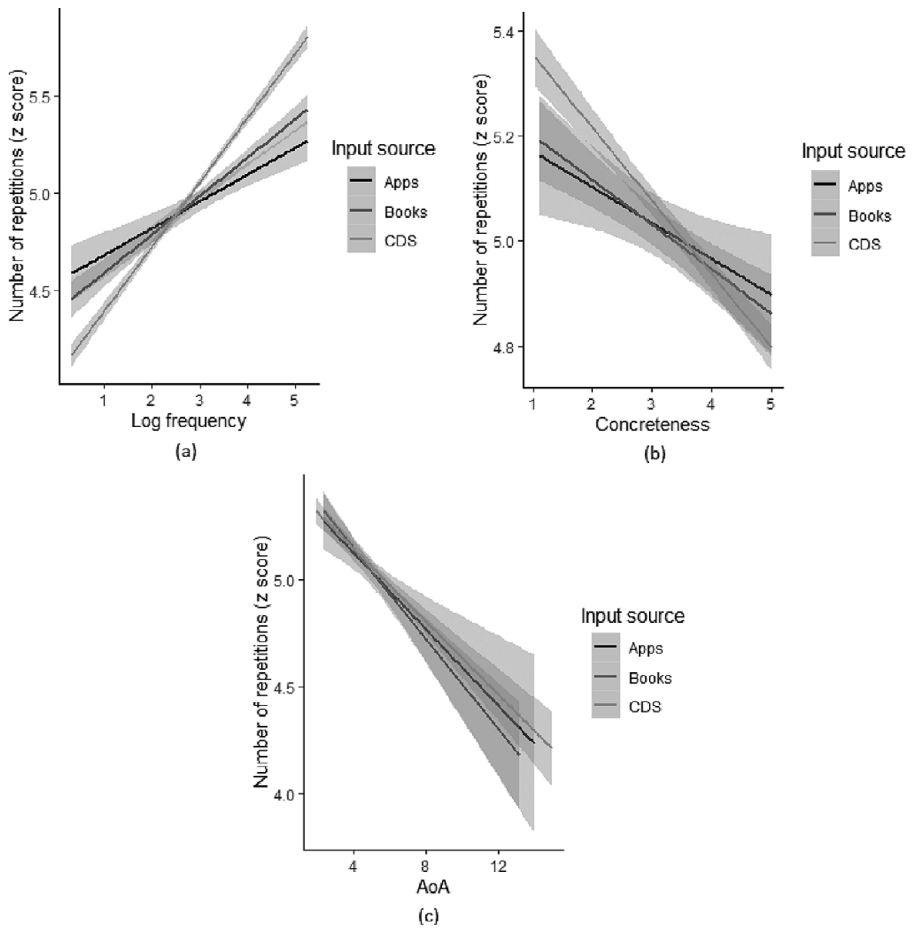 Number of repetitions (z score)
5.5
5.0
4.5
1 2 3 4 5
Log frequency
Input source
Apps
Books
CDS
(a)
Number of repetitions (z score)
5.4
5.2
5.0
4.8
1 2 3 4 5
Concreteness
Input source
Apps
Books
CDS
(b)
Number of repetitions (z score)
5.0
4.5
4.0
4 8 12
AoA
Input source
Apps
Books
CDS
(c)